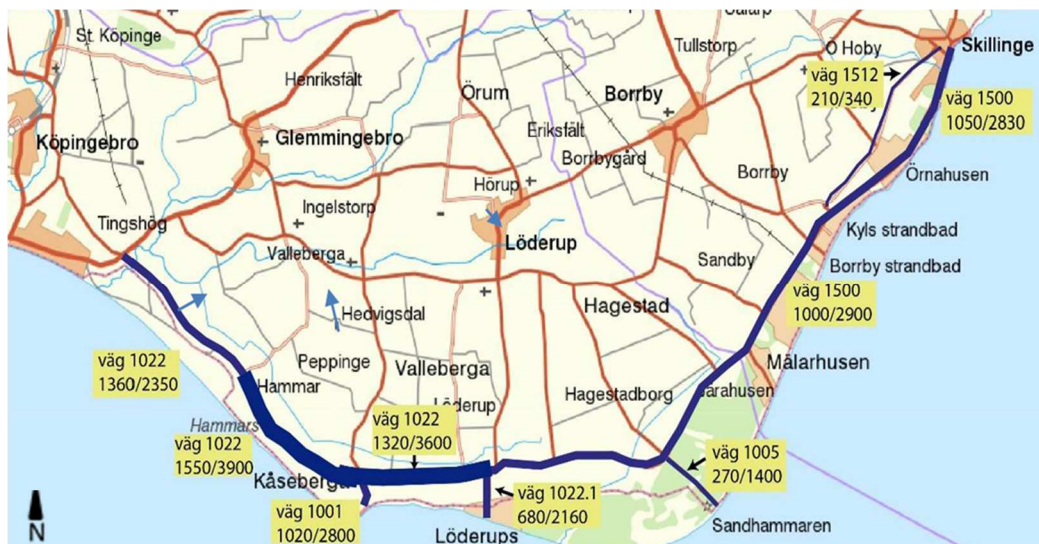 St. Köpinge
Henriksfält
Tullstorp
Ö Hoby
Skillinge
väg 1512
210/340
Örum
Borrby
väg 1500
1050/2830
Köpingebro
Glemmingebro
Eriksfält
Borrbygård
Borrby
Örnahusen
Hörup
Tingshög
Ingelstorp
Löderup
Kyls strandbad
Valleberga
Sandby
Borrby strandbad
Hedvigsdal
Hagestad
väg 1500
1000/2900
väg 1022
1360/2350
Peppinge
Valleberga
Mälarhusen
Hammar
Löderup
Hagestadborg
Hammars
väg 1022
1320/3600
väg 1022
1550/3900
väg 1005
270/1400
Kåseberga
väg 1022.1
680/2160
väg 1001
1020/2800
Löderups
Sandhammaren
N